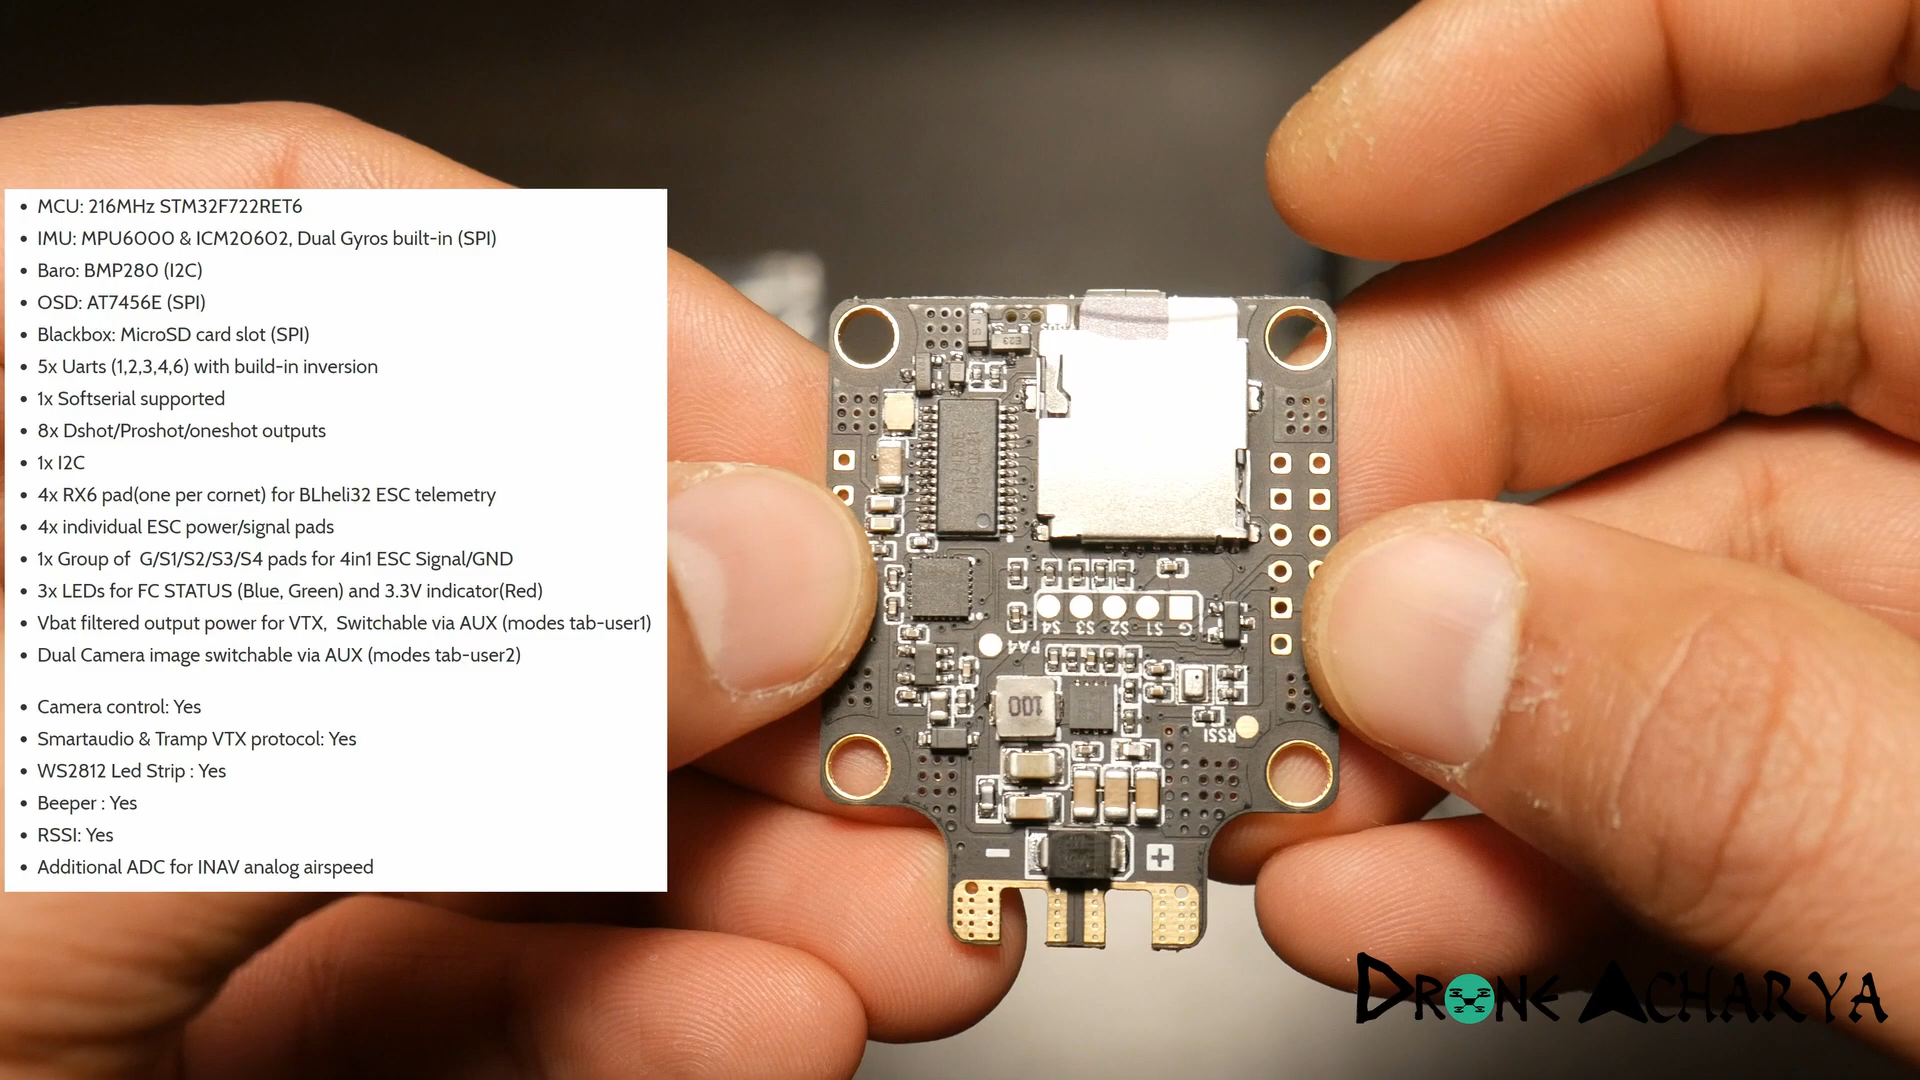 MCU: 216MHz STM32F722RET6
IMU: MPU6000 & ICM20602, Dual Gyros built-in (SPI)
Baro: BMP280 (I2C)
OSD: AT7456E (SPI)
Blackbox: MicroSD card slot (SPI)
5x Uarts (1,2,3,4,6) with build-in inversion
1x Softserial supported
8x Dshot/Proshot/oneshot outputs
1x I2C
4x RX6 pad(one per cornet) for BLheli32 ESC telemetry
4x individual ESC power/signal pads
1x Group of G/S1/S2/S3/S4 pads for 4in1 ESC Signal/GND
3x LEDs for FC STATUS (Blue, Green) and 3.3V indicator(Red)
Vbat filtered output power for VTX, Switchable via AUX (modes tab-user1)
Dual Camera image switchable via AUX (modes tab-user2)
Camera control: Yes
Smartaudio & Tramp VTX protocol: Yes
WS2812 Led Strip : Yes
Beeper : Yes
RSSI: Yes
Additional ADC for INAV analog airspeed
E23
AT7456E
S4 S3 S2 S1 G
PA4
100
RSSI
- +
DRONE ACHARYA